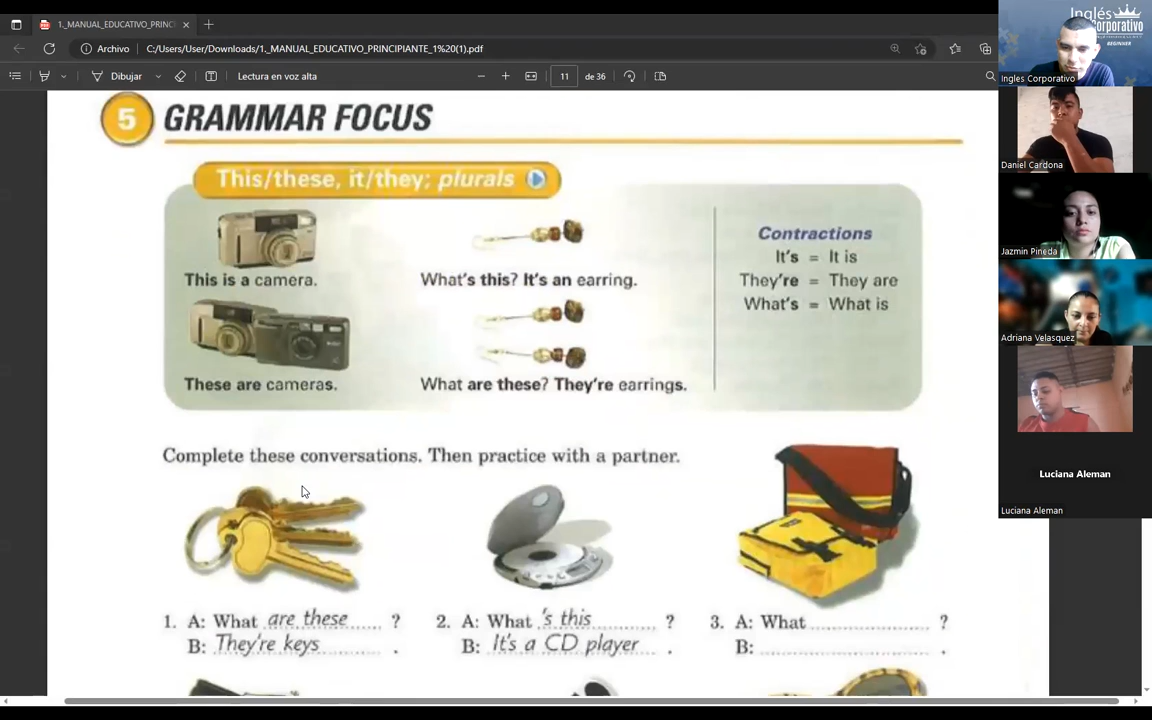 1._MANUAL_EDUCATIVO_PRINCI
Archivo C:/Users/User/Downloads/1._MANUAL_EDUCATIVO_PRINCIPIANTE_1%20(1).pdf
Dibujar Lectura en voz alta 11 de 36
5 GRAMMAR FOCUS
This/these, it/they; plurals
This is a camera.
What's this? It's an earring.
These are cameras.
What are these? They're earrings.
Contractions
It's = It is
They're = They are
What's = What is
Complete these conversations. Then practice with a partner.
1. A: What are these ?
B: They're keys .
2. A: What 's this ?
B: It's a CD player .
3. A: What ?
B: .
Inglés
Corporativo
BEGINNER
Ingles Corporativo
Daniel Cardona
Jazmin Pineda
Adriana Velasquez
Luciana Aleman
Luciana Aleman